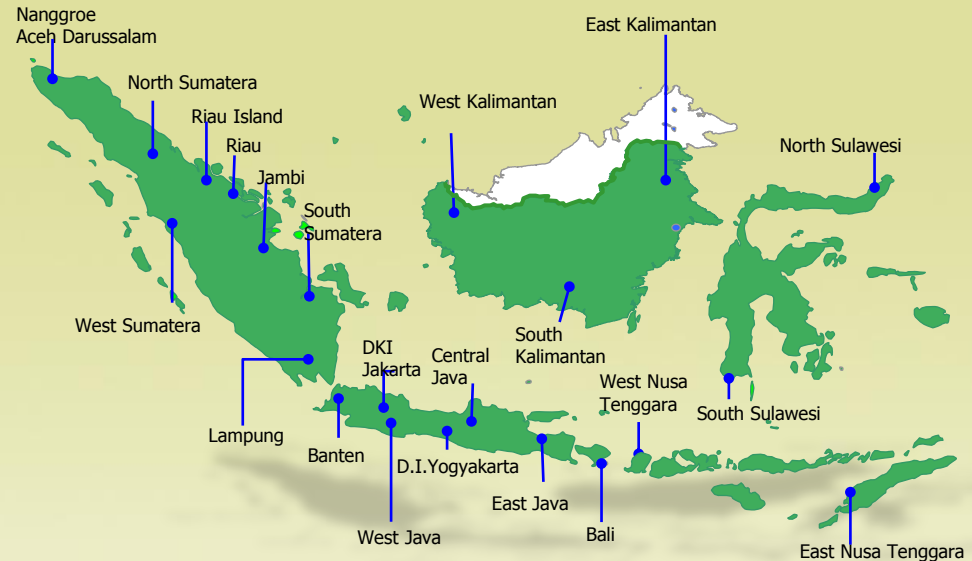 Nanggroe
Aceh Darussalam
East Kalimantan
North Sumatera
West Kalimantan
Riau Island
Riau
North Sulawesi
Jambi
South
Sumatera
West Sumatera
South
Kalimantan
DKI
Jakarta
Central
Java
West Nusa
Tenggara
South Sulawesi
Lampung
Banten
D.I.Yogyakarta
East Java
West Java
Bali
East Nusa Tenggara